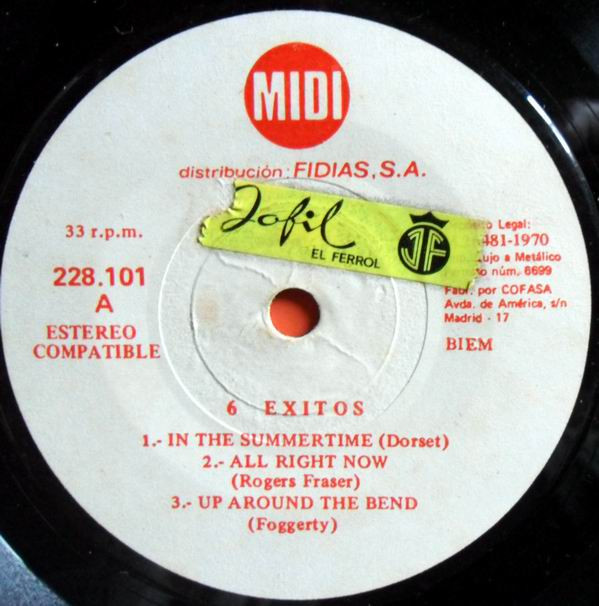 MIDI
distribución: FIDIAS, S.A.
Jofil
EL FERROL
JF
33 r.p.m.
228.101
A
ESTEREO
COMPATIBLE
Legal:
481-1970
a Metálico
núm. 6699
Fabr. por COFASA
Avda. de América, s/n
Madrid - 17
BIEM
6 EXITOS
1.- IN THE SUMMERTIME (Dorset)
2.- ALL RIGHT NOW
(Rogers Fraser)
3.- UP AROUND THE BEND
(Foggerty)